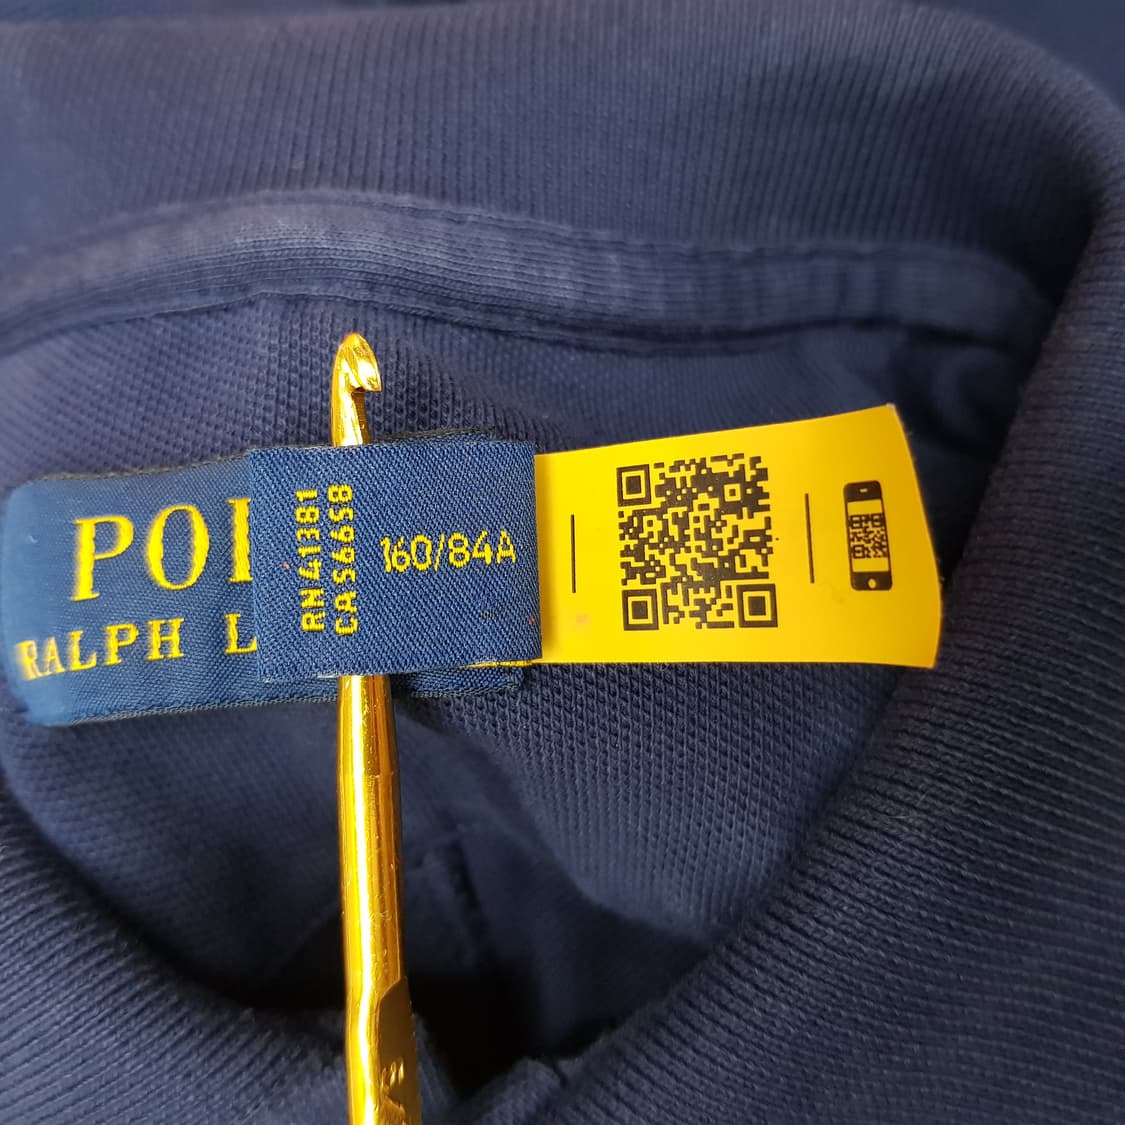 POL
RALPH L
RN41381
CA56658
160/84A